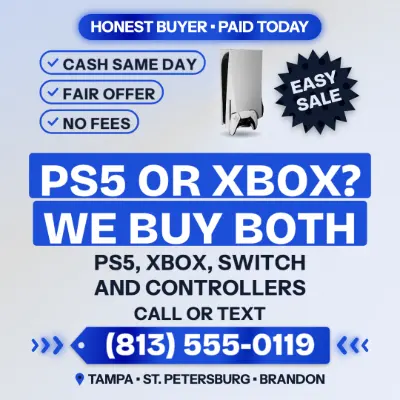 HONEST BUYER • PAID TODAY
CASH SAME DAY
FAIR OFFER
NO FEES
EASY
SALE
PS5 OR XBOX?
WE BUY BOTH
PS5, XBOX, SWITCH
AND CONTROLLERS
CALL OR TEXT
(813) 555-0119
TAMPA • ST. PETERSBURG • BRANDON